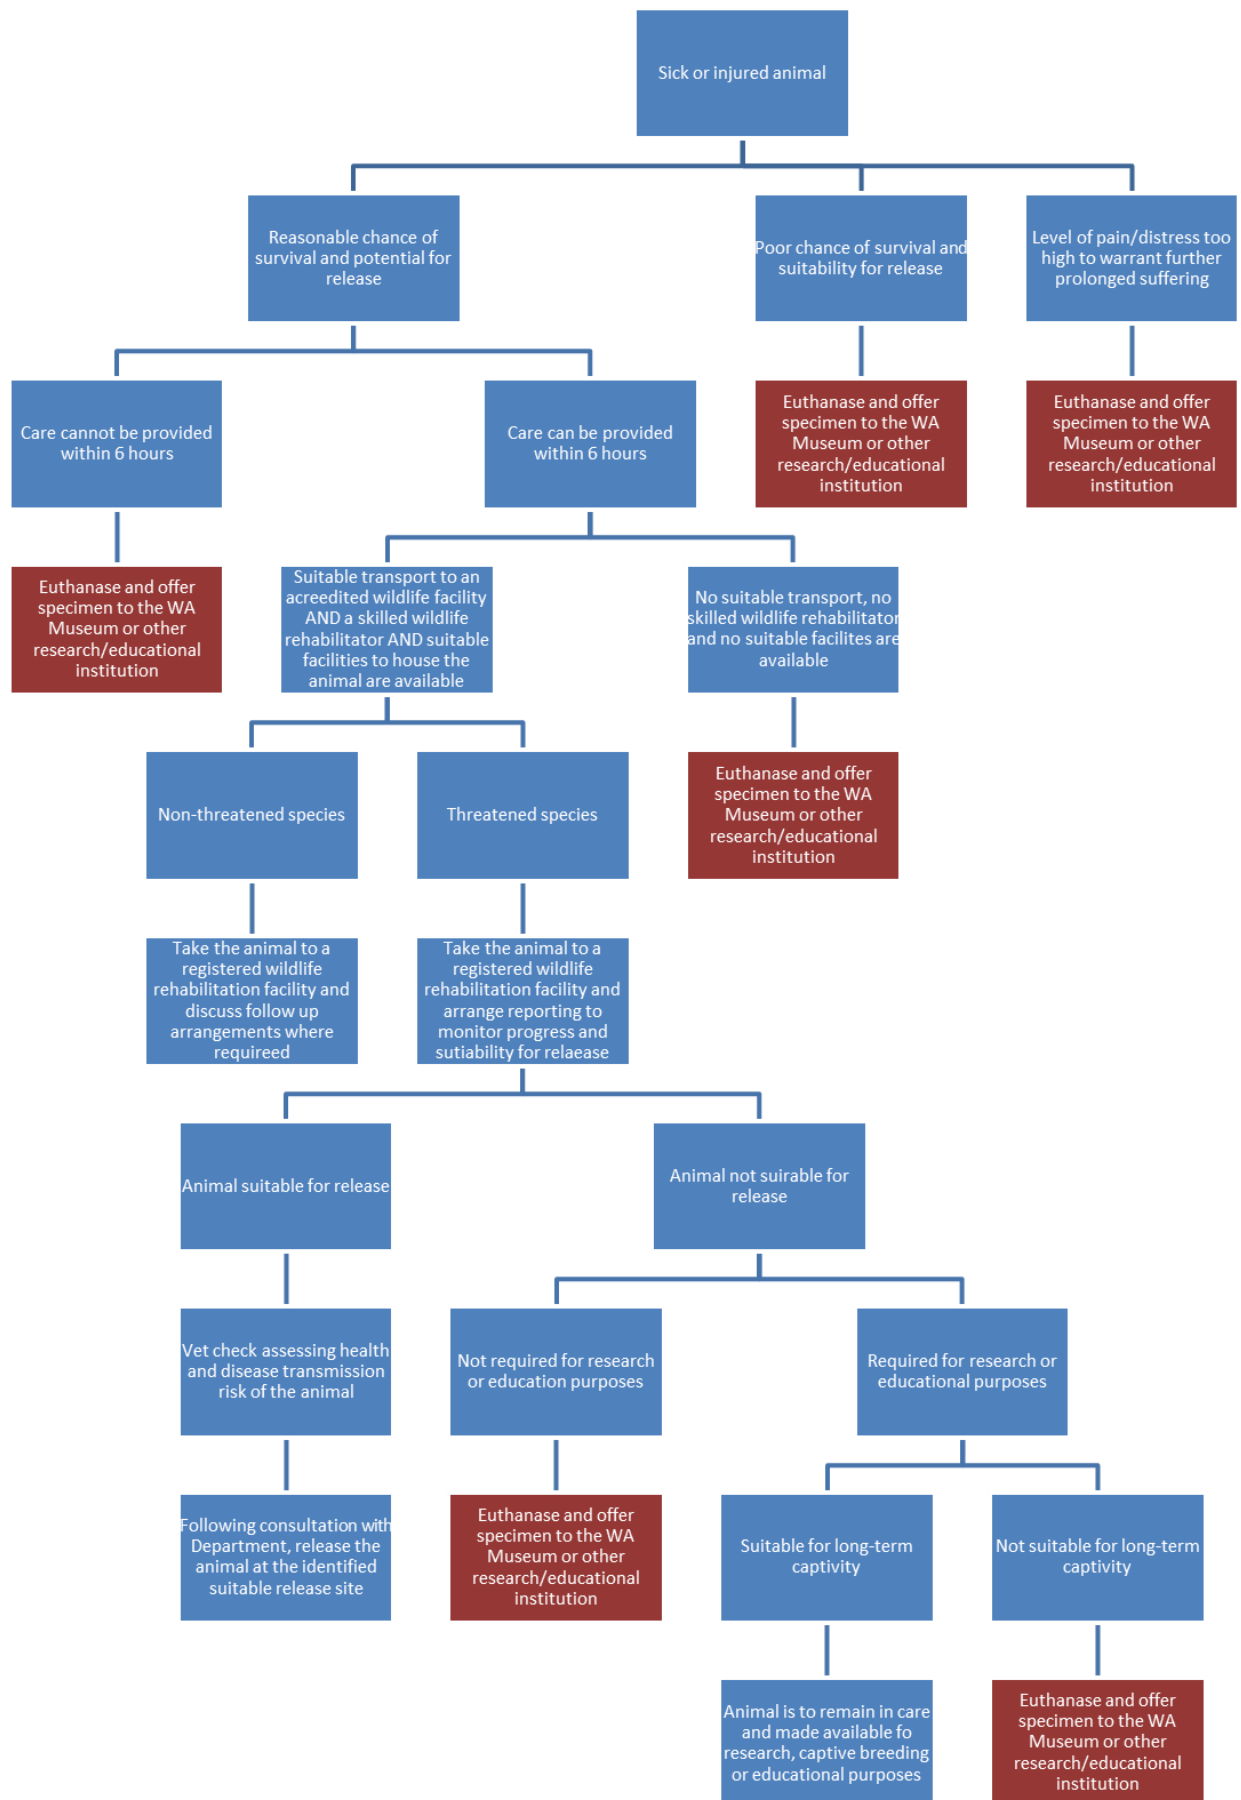 Sick or injured animal
Reasonable chance of
survival and potential for
release
Poor chance of survival and
suitability for release
Level of pain/distress too
high to warrant further
prolonged suffering
Care cannot be provided
within 6 hours
Care can be provided
within 6 hours
Euthanase and offer
specimen to the WA
Museum or other
research/educational
institution
Euthanase and offer
specimen to the WA
Museum or other
research/educational
institution
Euthanase and offer
specimen to the WA
Museum or other
research/educational
institution
Suitable transport to an
acreedited wildlife facility
AND a skilled wildlife
rehabilitator AND suitable
facilities to house the
animal are available
No suitable transport, no
skilled wildlife rehabilitator
and no suitable facilites are
available
Non-threatened species
Threatened species
Euthanase and offer
specimen to the WA
Museum or other
research/educational
institution
Take the animal to a
registered wildlife
rehabilitation facility and
discuss follow up
arrangements where
requireed
Take the animal to a
registered wildlife
rehabilitation facility and
arrange reporting to
monitor progress and
sutiability for relaease
Animal suitable for release
Animal not suirable for
release
Vet check assessing health
and disease transmission
risk of the animal
Not required for research
or education purposes
Required for research or
educational purposes
Following consultation with
Department, release the
animal at the identified
suitable release site
Euthanase and offer
specimen to the WA
Museum or other
research/educational
institution
Suitable for long-term
captivity
Not suitable for long-term
captivity
Animal is to remain in care
and made available fo
research, captive breeding
or educational purposes
Euthanase and offer
specimen to the WA
Museum or other
research/educational
institution